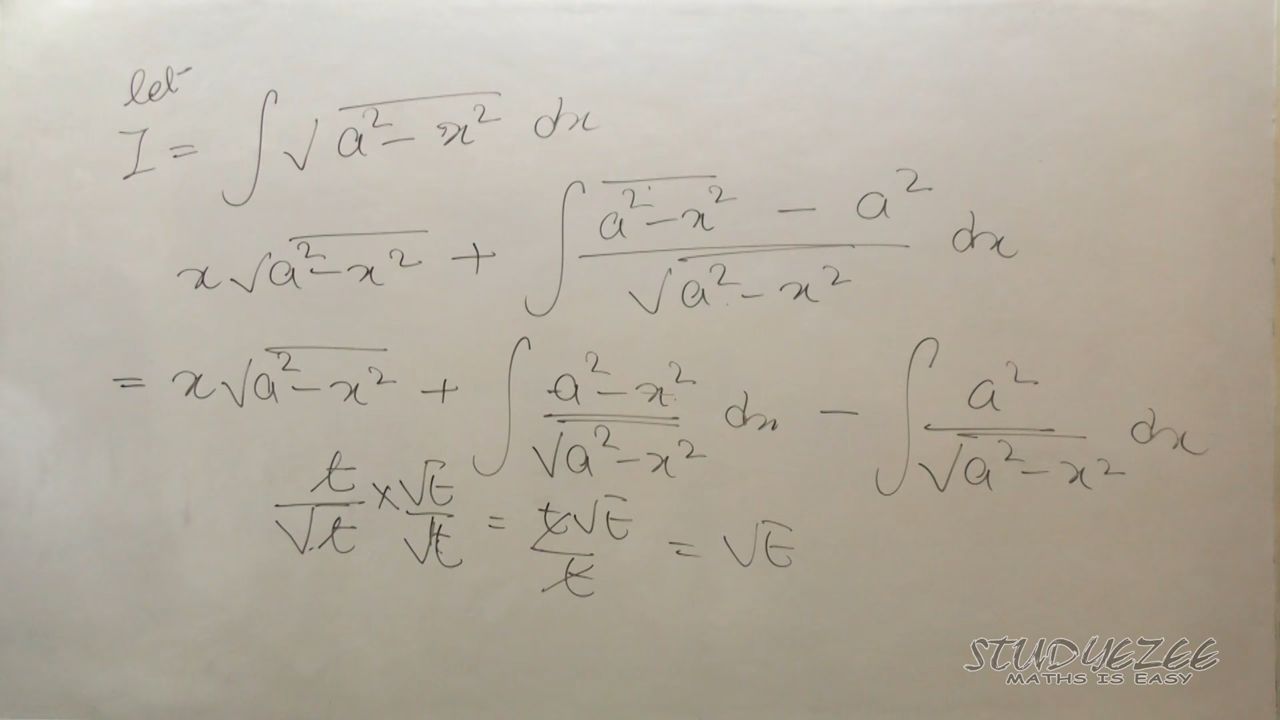 let
I = ∫ √(a² - x²) dx
x√(a² - x²) + ∫ (a² - x² - a²)/√(a² - x²) dx
= x√(a² - x²) + ∫ (a² - x²)/√(a² - x²) dx - ∫ a²/√(a² - x²) dx
t/√t × √t/√t = t√t/t = √t
STUDYEZEE
MATHS IS EASY